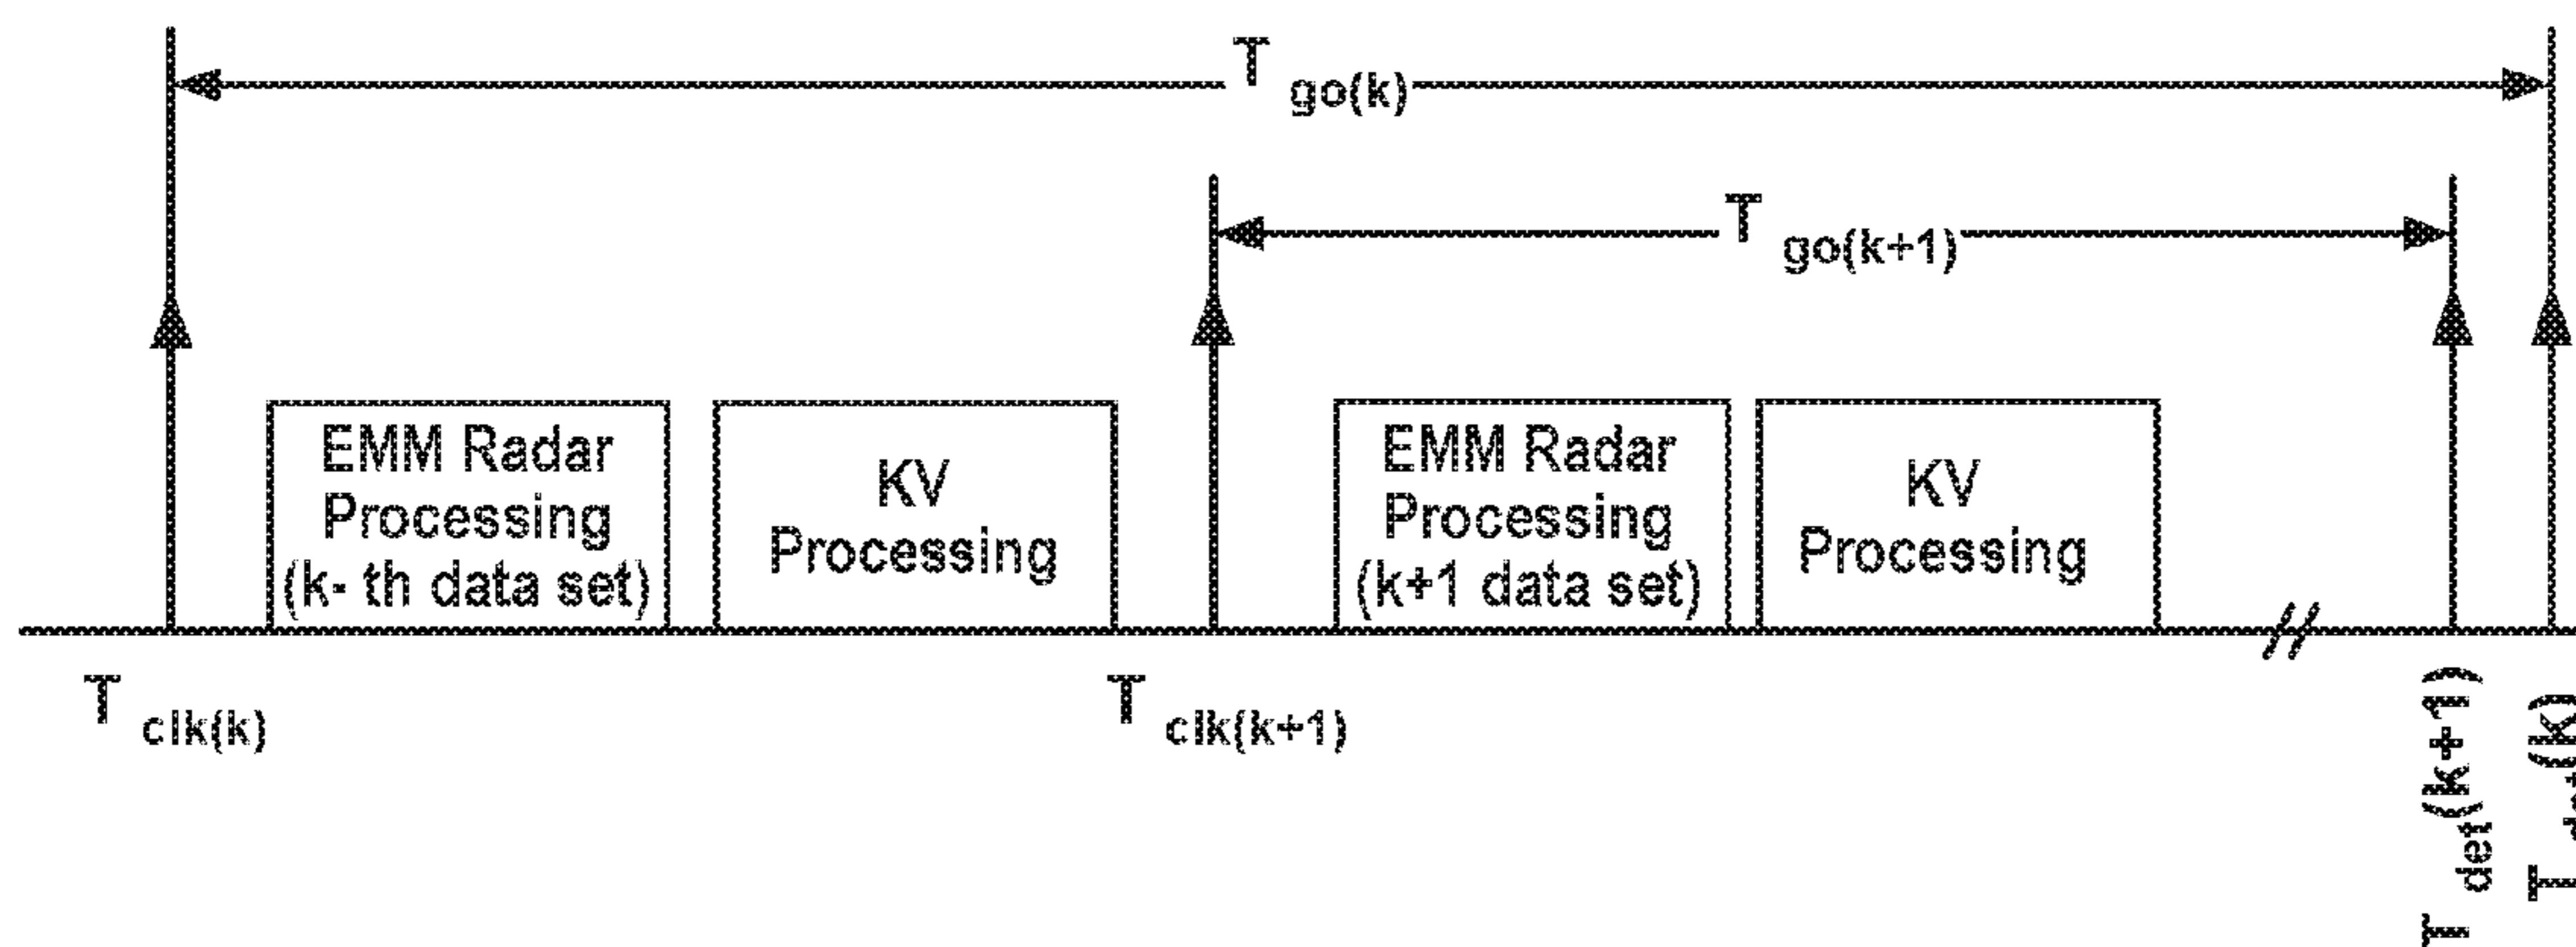 T go(k)
T go(k+1)
EMM Radar
Processing
(k- th data set)
KV
Processing
EMM Radar
Processing
(k+1 data set)
KV
Processing
T clk(k)
T clk(k+1)
T det(k+1)
T det(k)